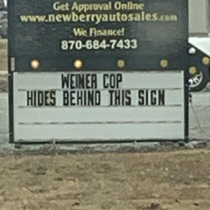 Get Approval Online
www.newberryautosales.com
We Finance!
870-684-7433
WEINER COP
HIDES BEHIND THIS SIGN